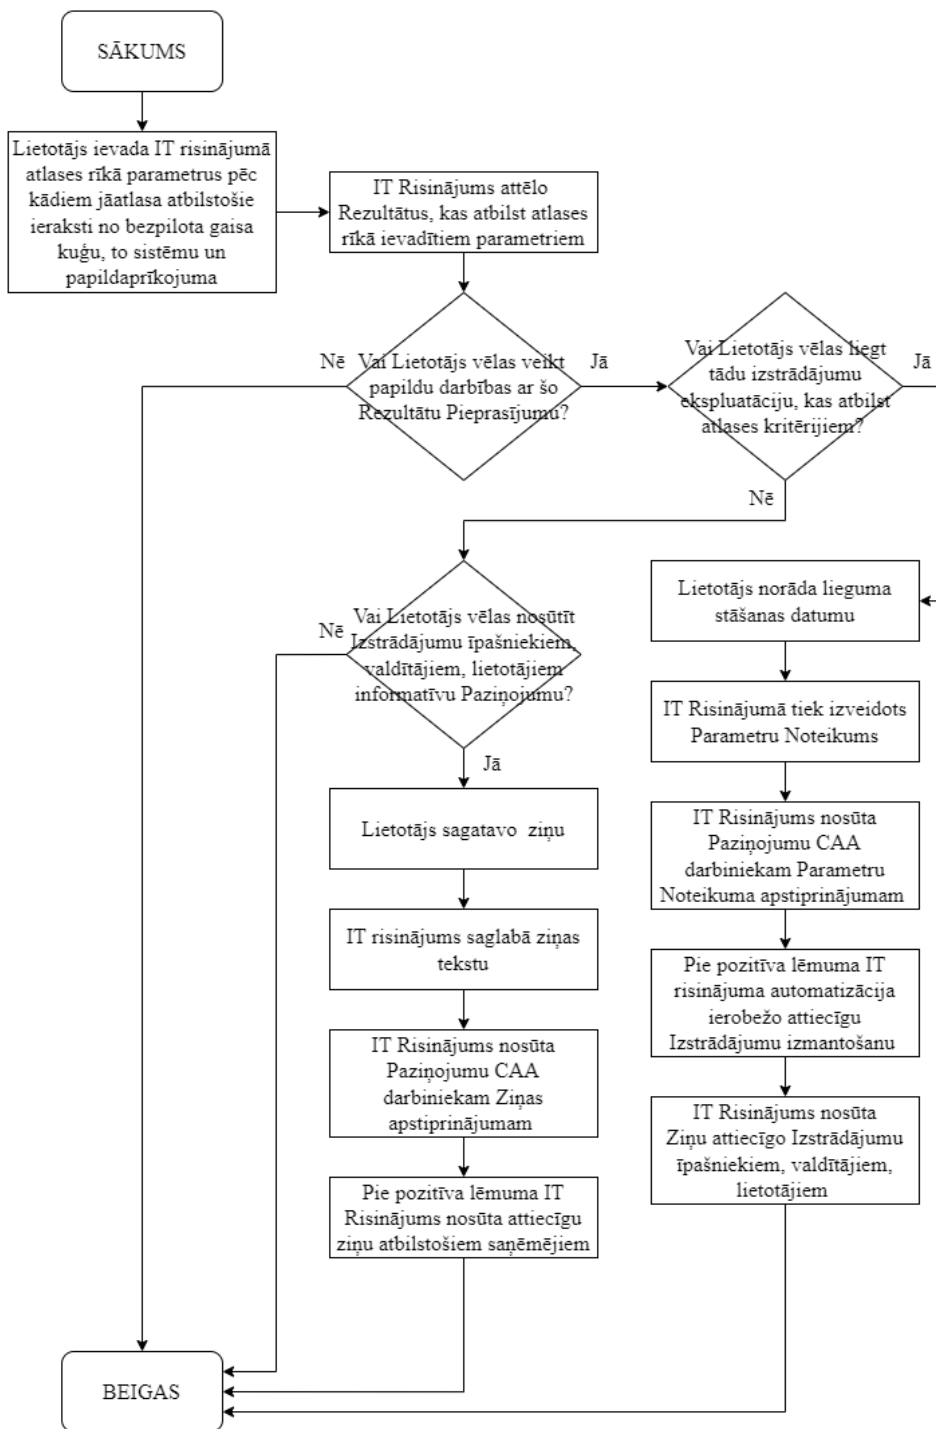 SĀKUMS
Lietotājs ievada IT risinājumā
atlases rīkā parametrus pēc
kādiem jāatlasa atbilstošie
ieraksti no bezpilota gaisa
kuģu, to sistēmu un
papildaprīkojuma
IT Risinājums attēlo
Rezultātus, kas atbilst atlases
rīkā ievadītiem parametriem
Nē
Vai Lietotājs vēlas veikt
papildu darbības ar šo
Rezultātu Pieprasījumu?
Jā
Vai Lietotājs vēlas liegt
tādu izstrādājumu
ekspluatāciju, kas atbilst
atlases kritērijiem?
Jā
Nē
Nē
Vai Lietotājs vēlas nosūtīt
Izstrādājumu īpašniekiem,
valdītājiem, lietotājiem
informatīvu Paziņojumu?
Jā
Lietotājs sagatavo ziņu
IT risinājums saglabā ziņas
tekstu
IT Risinājums nosūta
Paziņojumu CAA
darbiniekam Ziņas
apstiprinājumam
Pie pozitīva lēmuma IT
Risinājums nosūta attiecīgu
ziņu atbilstošiem saņēmējiem
Lietotājs norāda lieguma
stāšanas datumu
IT Risinājumā tiek izveidots
Parametru Noteikums
IT Risinājums nosūta
Paziņojumu CAA
darbiniekam Parametru
Noteikuma apstiprinājumam
Pie pozitīva lēmuma IT
risinājuma automatizācija
ierobežo attiecīgu
Izstrādājumu izmantošanu
IT Risinājums nosūta
Ziņu attiecīgo Izstrādājumu
īpašniekiem, valdītājiem,
lietotājiem
BEIGAS